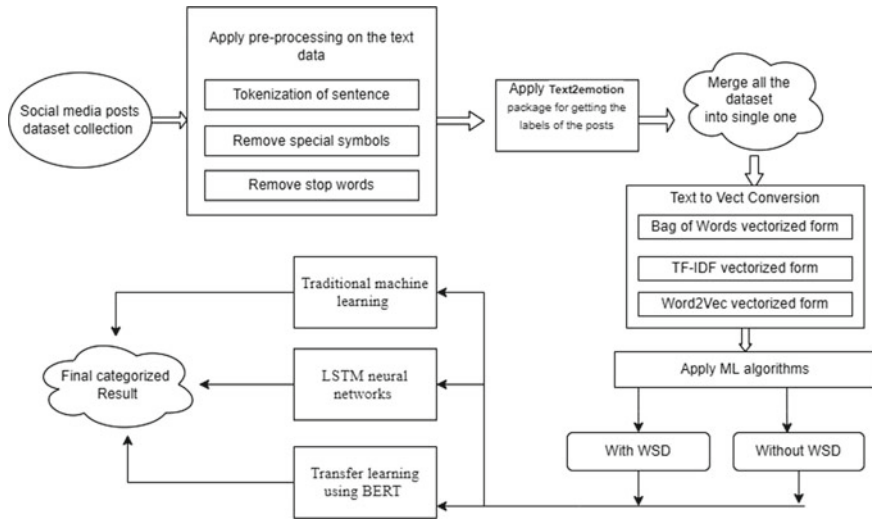 Social media posts
dataset collection
Apply pre-processing on the text
data
Tokenization of sentence
Remove special symbols
Remove stop words
Apply Text2emotion
package for getting the
labels of the posts
Merge all the
dataset
into single one
Text to Vect Conversion
Bag of Words vectorized form
TF-IDF vectorized form
Word2Vec vectorized form
Apply ML algorithms
With WSD
Without WSD
Traditional machine
learning
LSTM neural
networks
Transfer learning
using BERT
Final categorized
Result